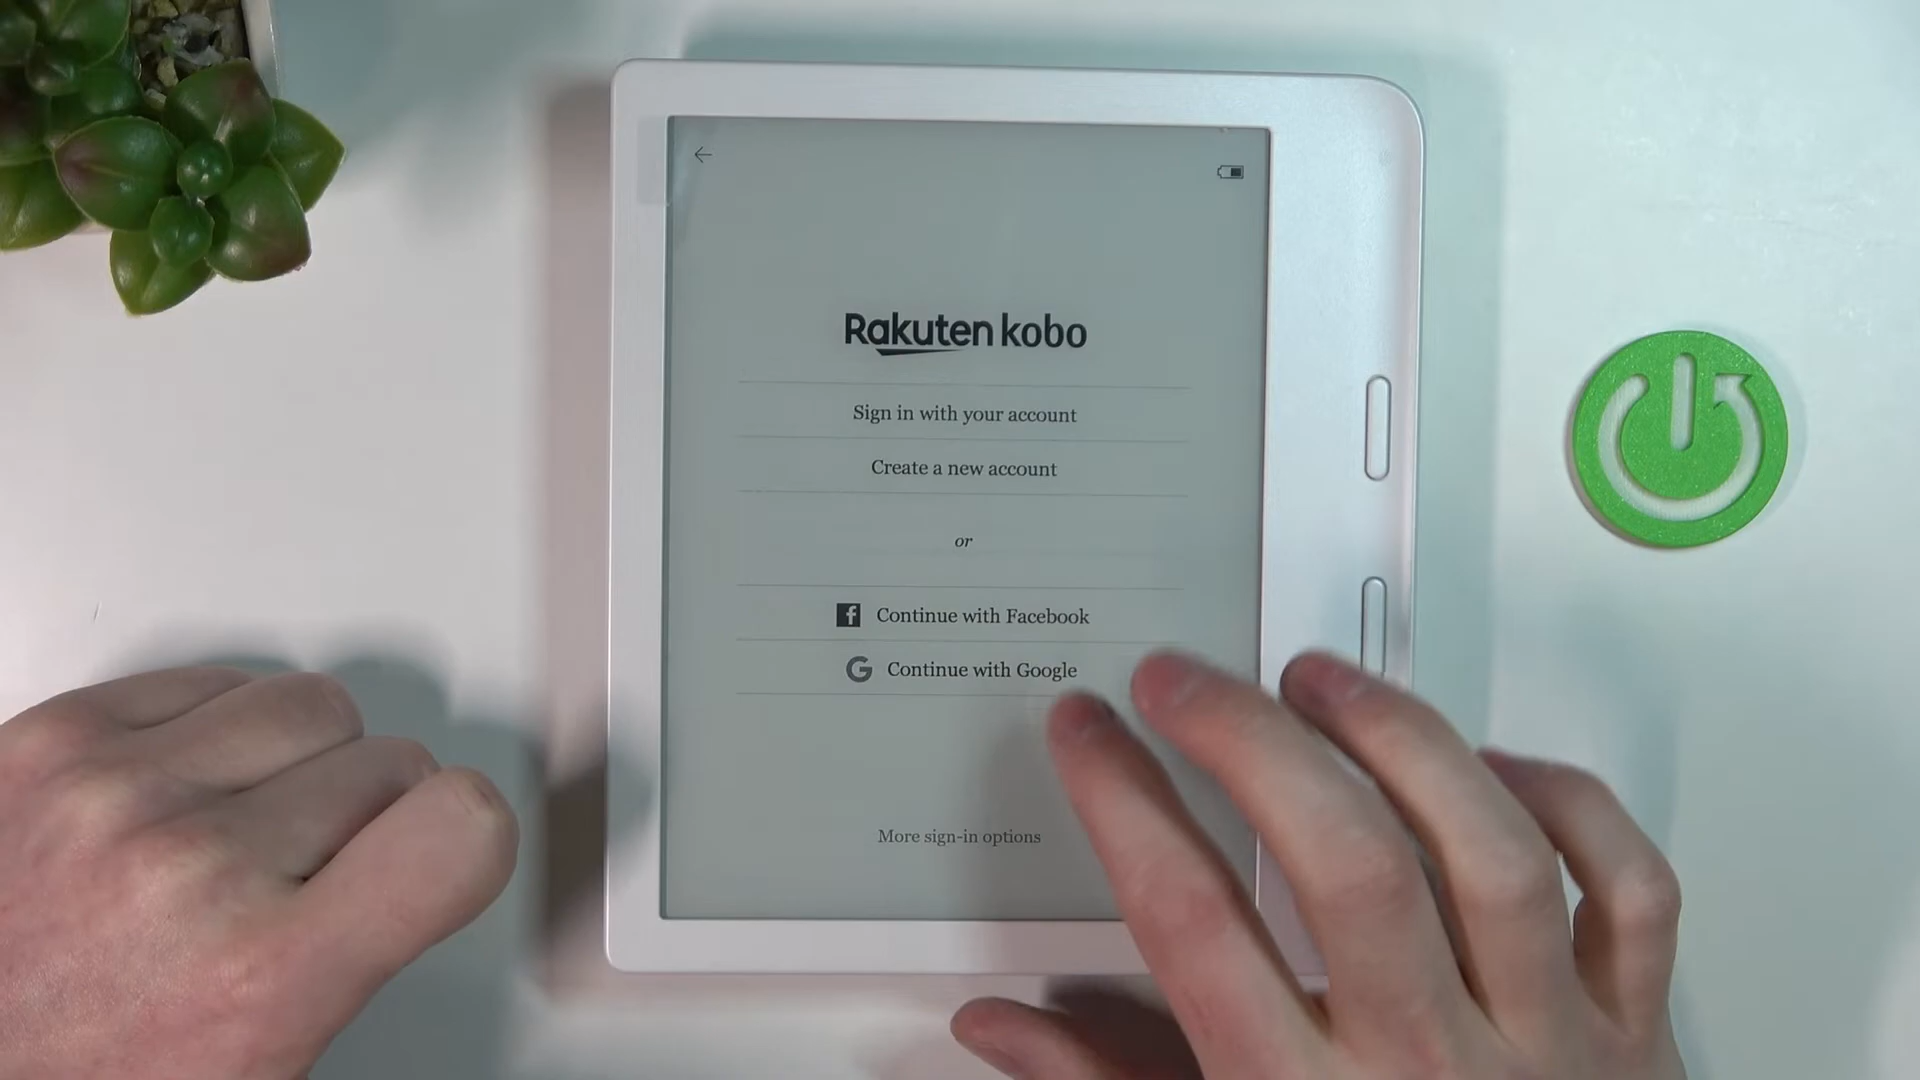 Rakuten kobo
Sign in with your account
Create a new account
or
Continue with Facebook
Continue with Google
More sign-in options